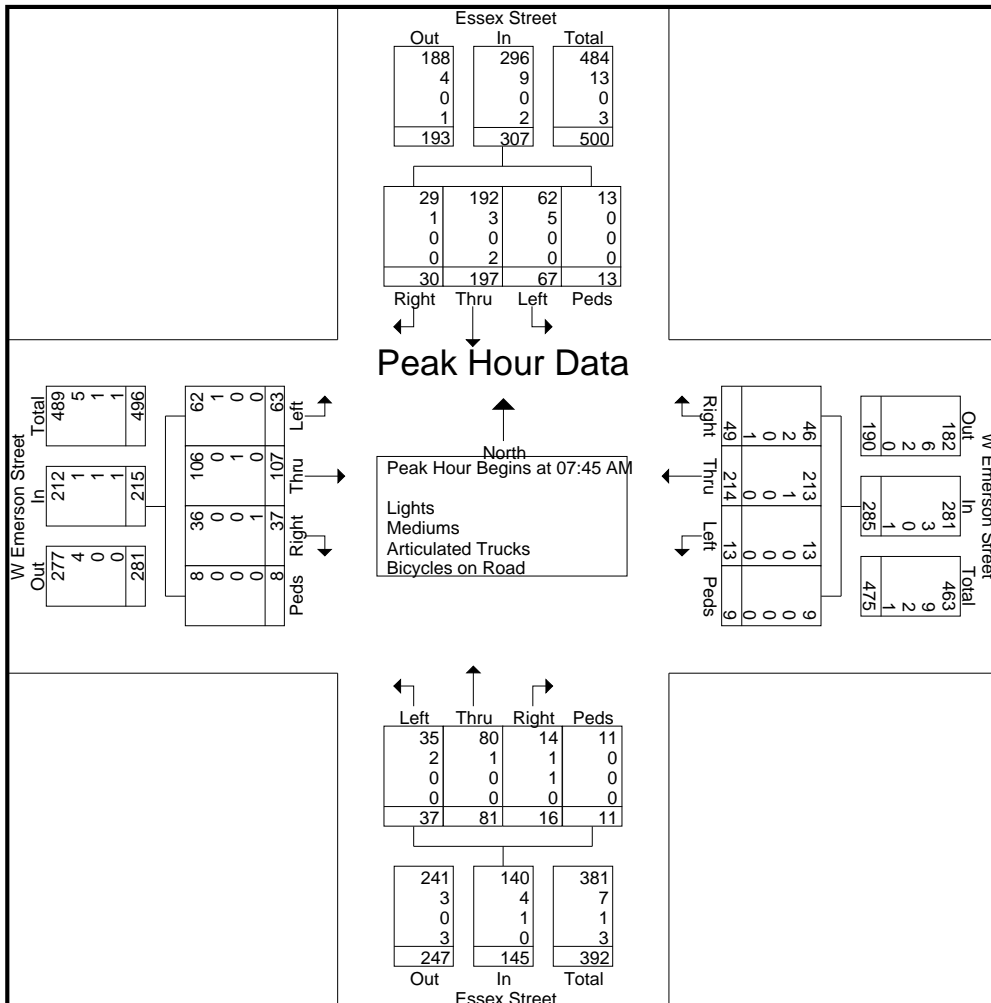 Essex Street
Out In Total
188 296 484
4 9 13
0 0 0
1 2 3
193 307 500
29 192 62 13
1 3 5 0
0 0 0 0
0 2 0 0
30 197 67 13
Right Thru Left Peds
Peak Hour Data
North
Peak Hour Begins at 07:45 AM
Lights
Mediums
Articulated Trucks
Bicycles on Road
W Emerson Street
Out In Total
277 212 489
4 1 5
0 1 1
0 1 1
281 215 496
Peds Right Thru Left
8 36 106 62
0 0 0 1
0 0 1 0
0 1 0 0
8 37 107 63
W Emerson Street
Out In Total
182 281 463
6 3 9
2 0 2
0 1 1
190 285 475
Right Thru Left Peds
46 213 13 9
2 1 0 0
0 0 0 0
1 0 0 0
49 214 13 9
Left Thru Right Peds
35 80 14 11
2 1 1 0
0 0 1 0
0 0 0 0
37 81 16 11
241 140 381
3 4 7
0 1 1
3 0 3
247 145 392
Out In Total
Essex Street